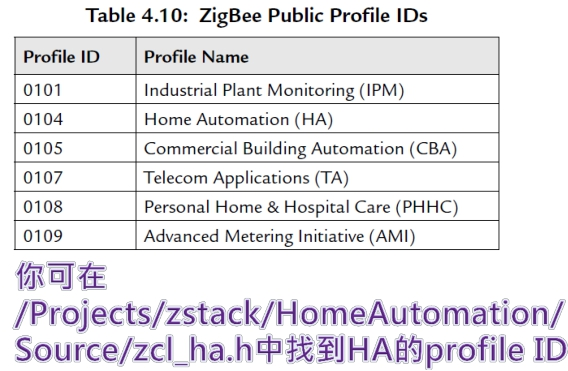 Table 4.10: ZigBee Public Profile IDs
Profile ID Profile Name
0101 Industrial Plant Monitoring (IPM)
0104 Home Automation (HA)
0105 Commercial Building Automation (CBA)
0107 Telecom Applications (TA)
0108 Personal Home & Hospital Care (PHHC)
0109 Advanced Metering Initiative (AMI)
你可在
/Projects/zstack/HomeAutomation/
Source/zcl_ha.h中找到HA的profile ID